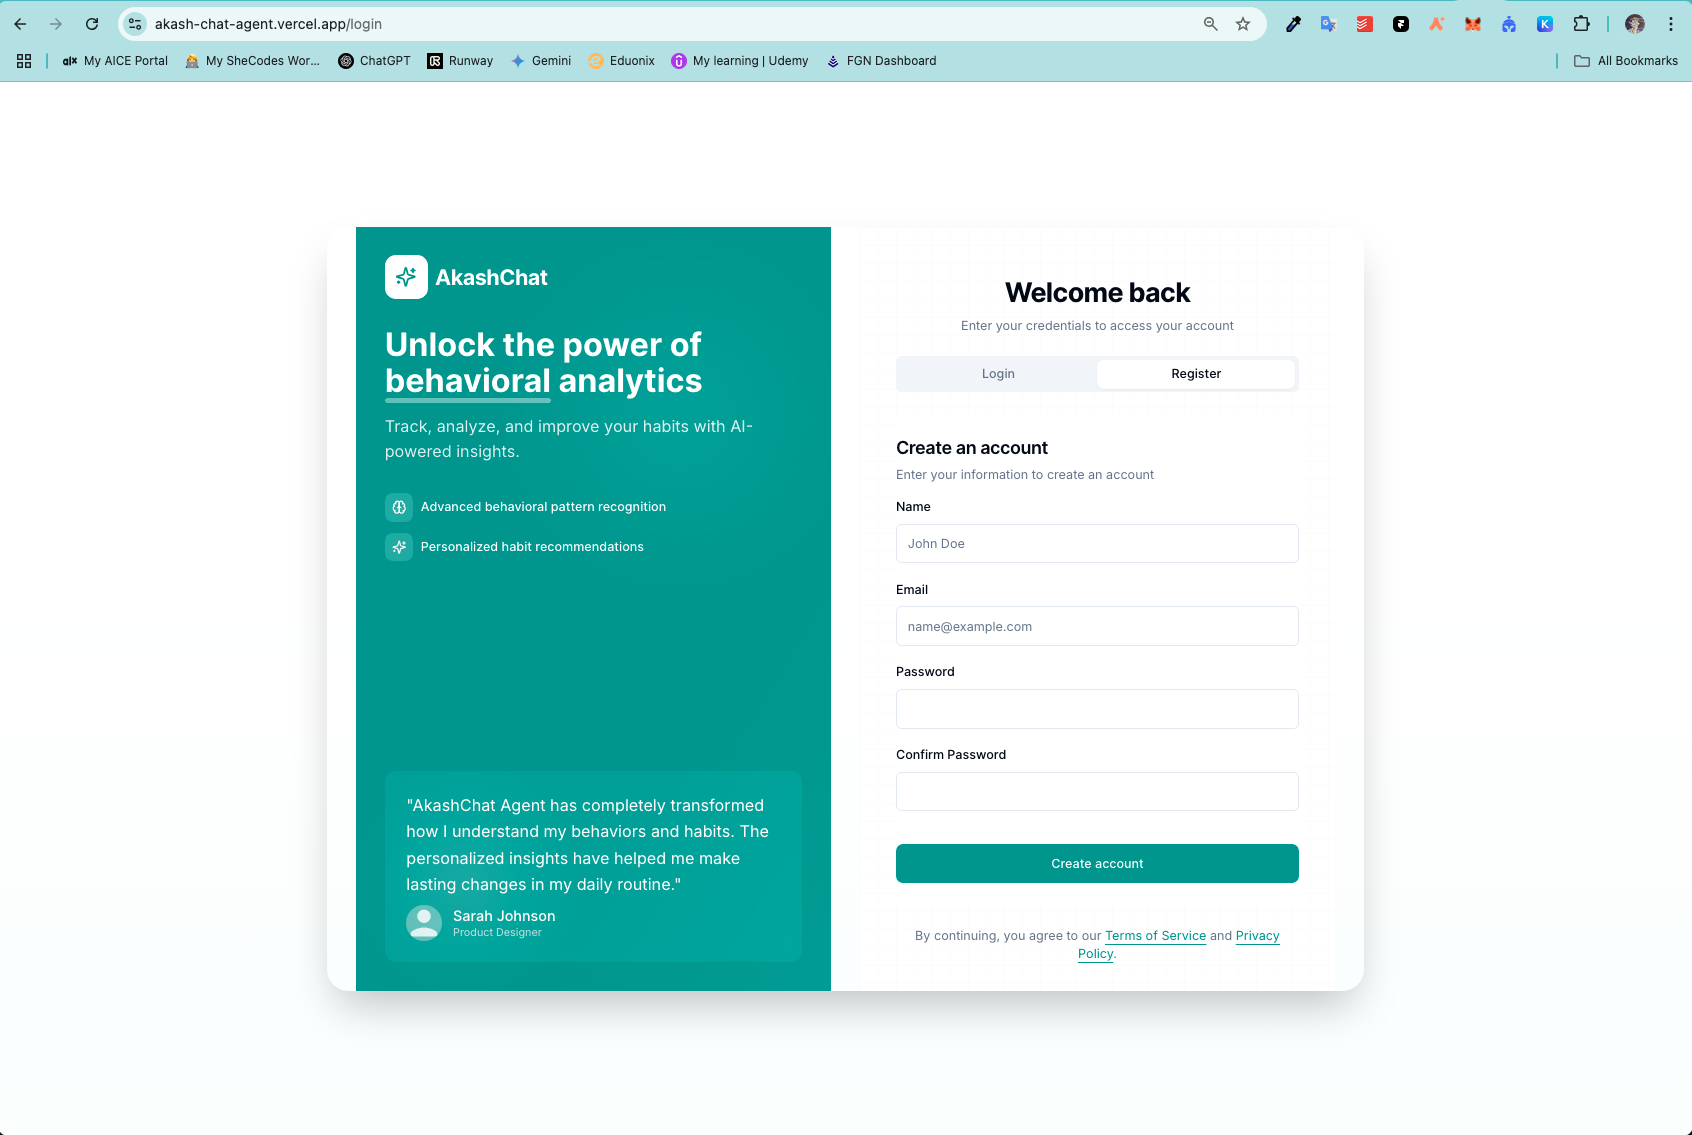 akash-chat-agent.vercel.app/login
My AICE Portal
My SheCodes Wor...
ChatGPT
Runway
Gemini
Eduonix
My learning | Udemy
FGN Dashboard
All Bookmarks
AkashChat
Unlock the power of
behavioral analytics
Track, analyze, and improve your habits with AI-
powered insights.
Advanced behavioral pattern recognition
Personalized habit recommendations
"AkashChat Agent has completely transformed
how I understand my behaviors and habits. The
personalized insights have helped me make
lasting changes in my daily routine."
Sarah Johnson
Product Designer
Welcome back
Enter your credentials to access your account
Login
Register
Create an account
Enter your information to create an account
Name
John Doe
Email
name@example.com
Password
Confirm Password
Create account
By continuing, you agree to our Terms of Service and Privacy
Policy.